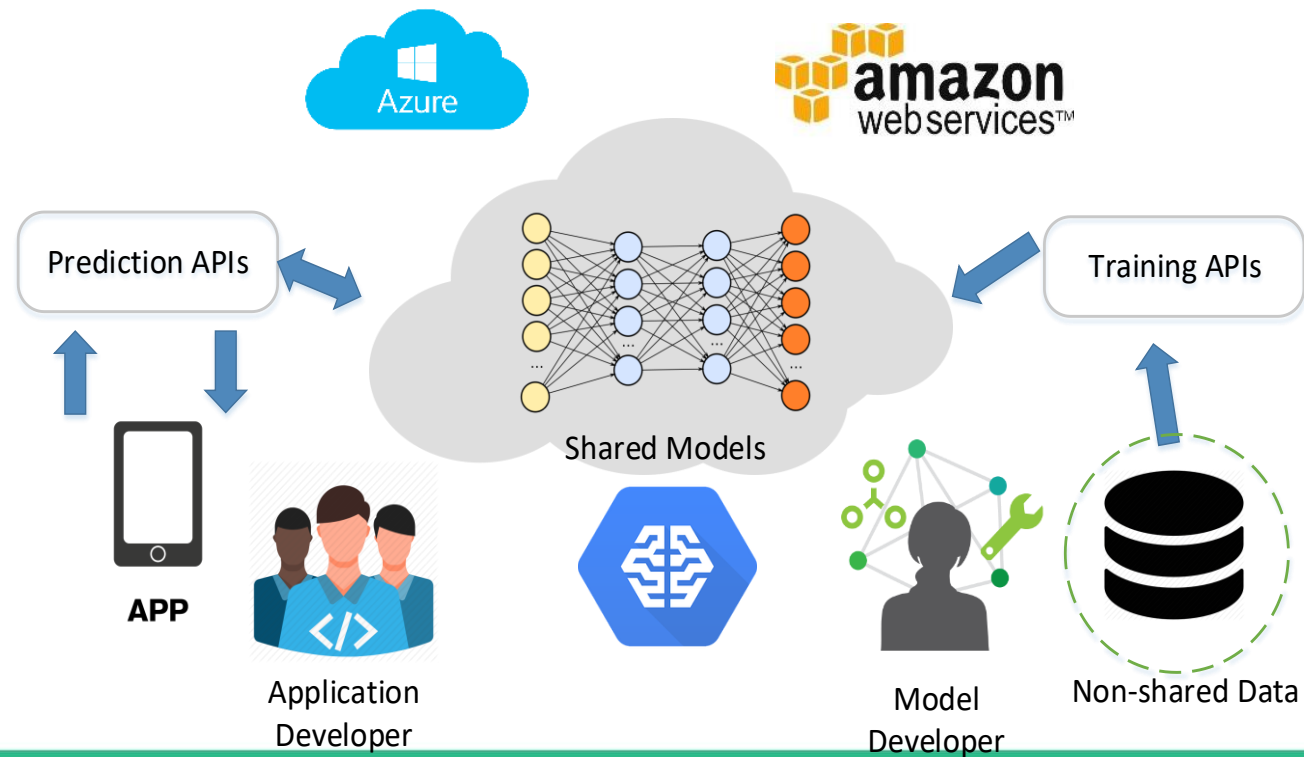 Azure
amazon
webservices™
Prediction APIs
Training APIs
...
...
...
...
Shared Models
APP
</>
Application
Developer
Model
Developer
Non-shared Data